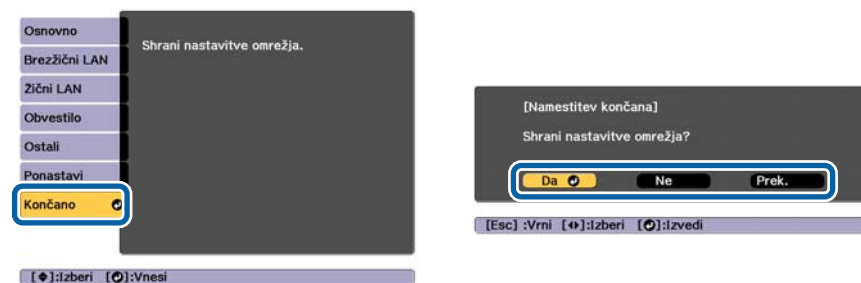 Osnovno
Brezžični LAN
Žični LAN
Obvestilo
Ostali
Ponastavi
Končano
Shrani nastavitve omrežja.
[ ]:Izberi [ ]:Vnesi
[Namestitev končana]
Shrani nastavitve omrežja?
Da
Ne
Prek.
[Esc] :Vrni [ ]:Izberi [ ]:Izvedi